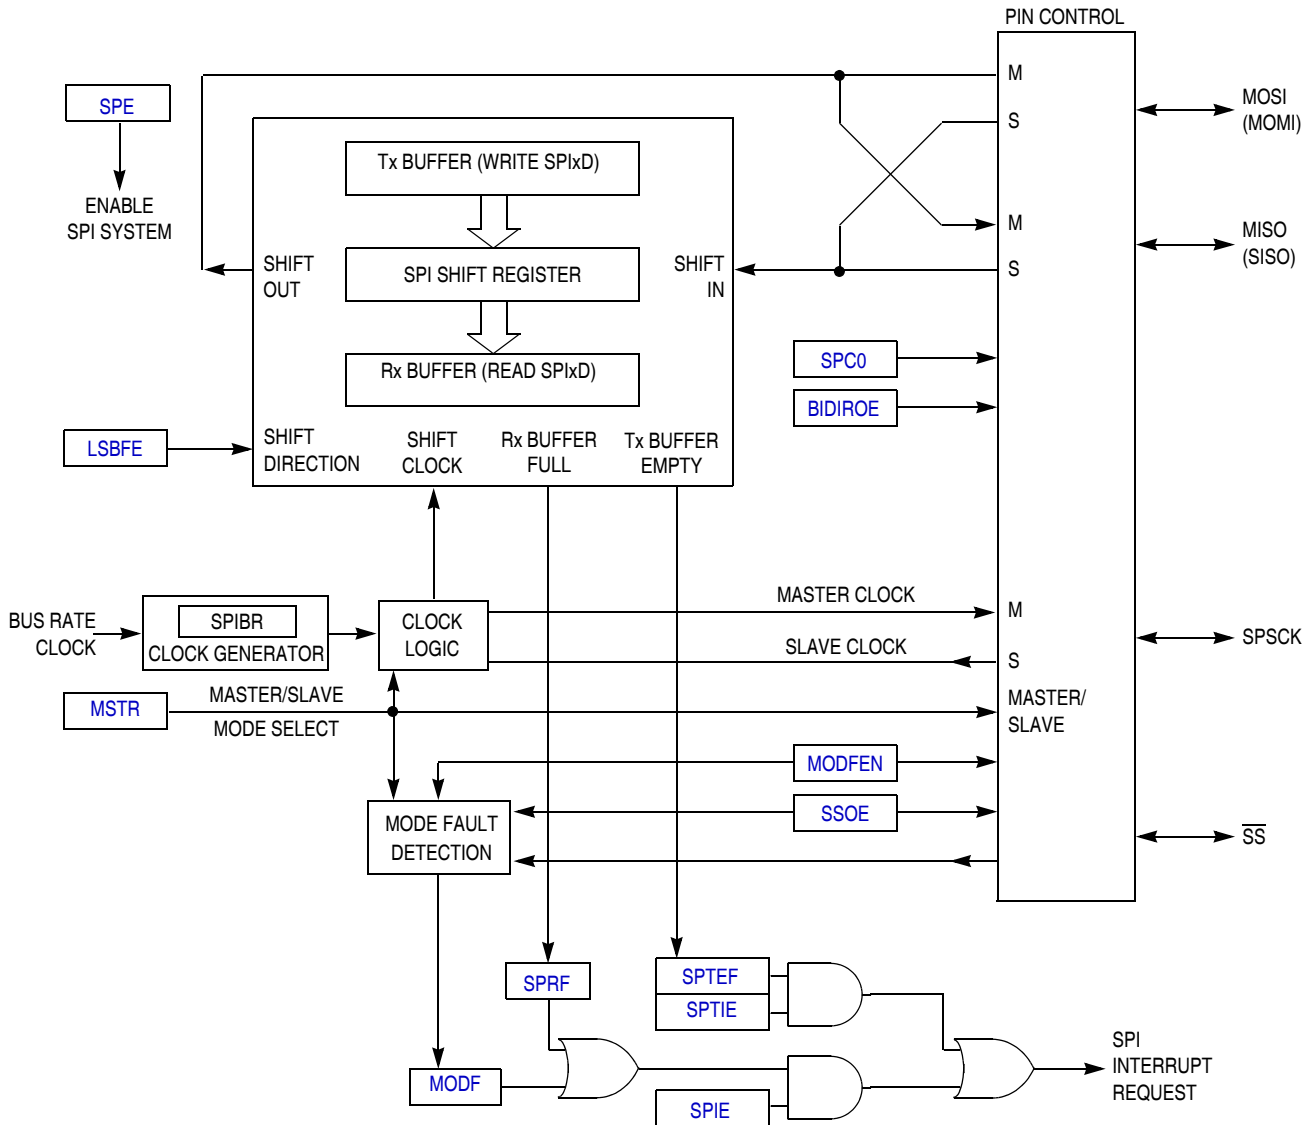 PIN CONTROL
M
MOSI
(MOMI)
SPE
S
Tx BUFFER (WRITE SPIxD)
ENABLE
SPI SYSTEM
M
MISO
(SISO)
SHIFT
OUT
SPI SHIFT REGISTER
SHIFT
IN
S
Rx BUFFER (READ SPIxD)
SPC0
BIDIROE
LSBFE
SHIFT
DIRECTION
SHIFT
CLOCK
Rx BUFFER
FULL
Tx BUFFER
EMPTY
BUS RATE
CLOCK
SPIBR
CLOCK GENERATOR
CLOCK
LOGIC
MASTER CLOCK
M
SLAVE CLOCK
S
SPSCK
MSTR
MASTER/SLAVE
MODE SELECT
MASTER/
SLAVE
MODFEN
SSOE
MODE FAULT
DETECTION
SS
SPRF
SPTEF
SPTIE
MODF
SPIE
SPI
INTERRUPT
REQUEST